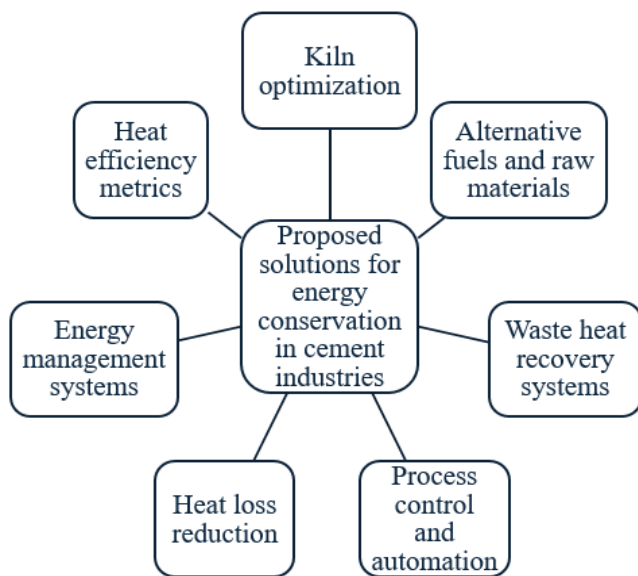 Kiln
optimization
Heat
efficiency
metrics
Alternative
fuels and raw
materials
Proposed
solutions for
energy
conservation
in cement
industries
Energy
management
systems
Waste heat
recovery
systems
Heat loss
reduction
Process
control
and
automation